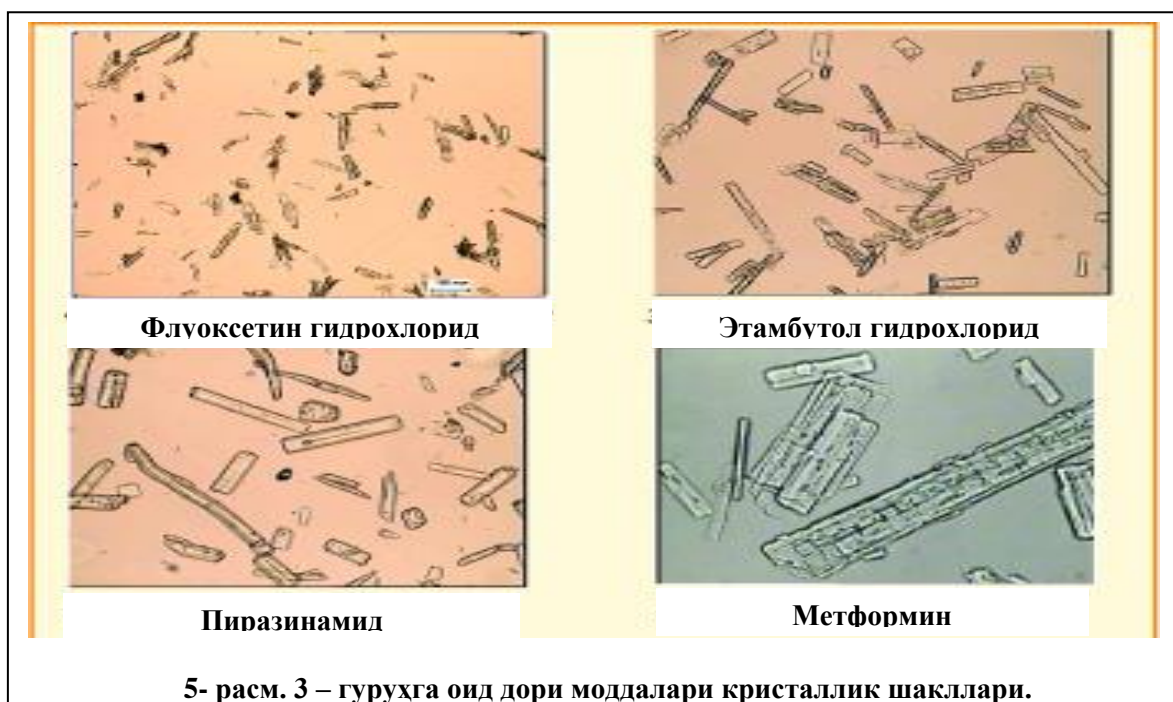 Флуоксетин гидрохлорид
Этамбутол гидрохлорид
Пиразинамид
Метформин
5- расм. 3 – гуруҳга оид дори моддалари кристаллик шакллари.